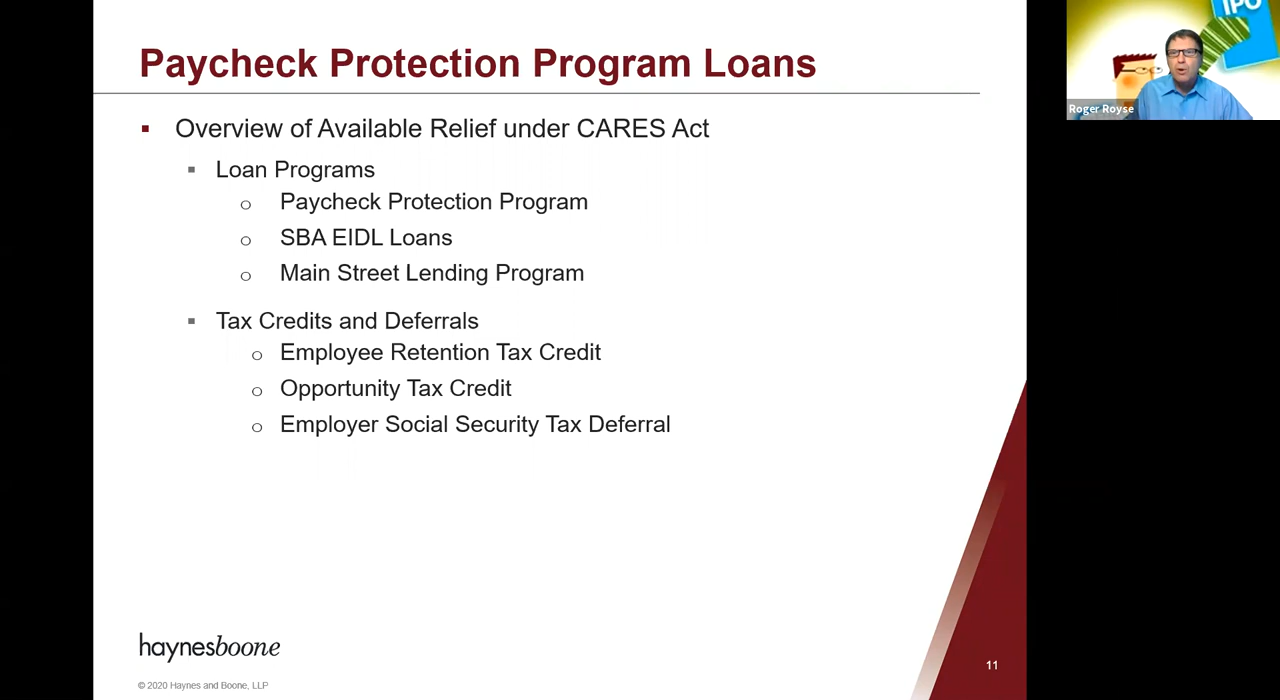 Paycheck Protection Program Loans
Overview of Available Relief under CARES Act
Loan Programs
Paycheck Protection Program
SBA EIDL Loans
Main Street Lending Program
Tax Credits and Deferrals
Employee Retention Tax Credit
Opportunity Tax Credit
Employer Social Security Tax Deferral
haynesboone
© 2020 Haynes and Boone, LLP
11
IPO
Roger Royse